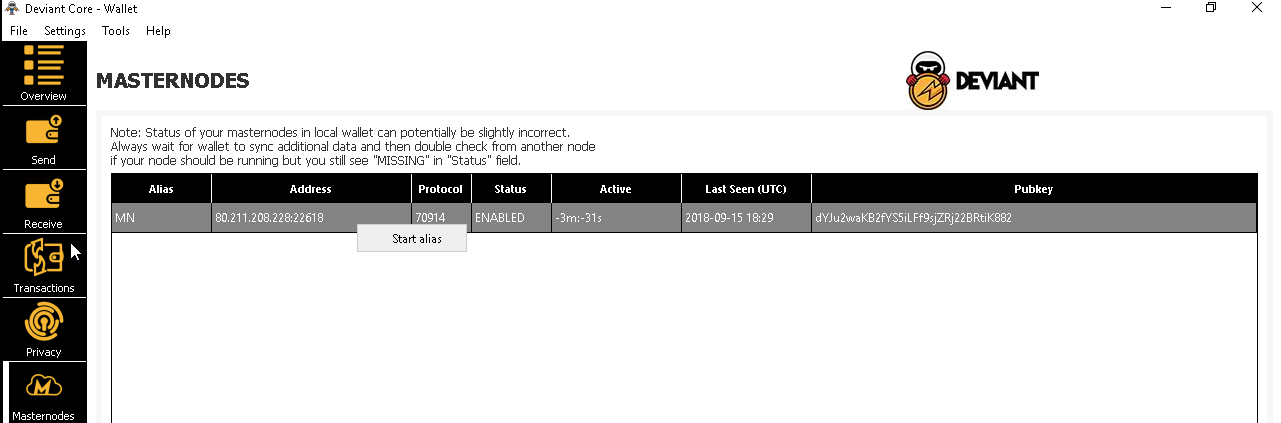 Deviant Core - Wallet
File Settings Tools Help
Overview
Send
Receive
Transactions
Privacy
Masternodes
MASTERNODES
DEVIANT
Note: Status of your masternodes in local wallet can potentially be slightly incorrect.
Always wait for wallet to sync additional data and then double check from another node
if your node should be running but you still see "MISSING" in "Status" field.
Alias Address Protocol Status Active Last Seen (UTC) Pubkey
MN 80.211.208.228:22618 70914 ENABLED -3m:-31s 2018-09-15 18:29 dYJu2waKB2fYS5iLFf9sjZRj22BRtiK882
Start alias